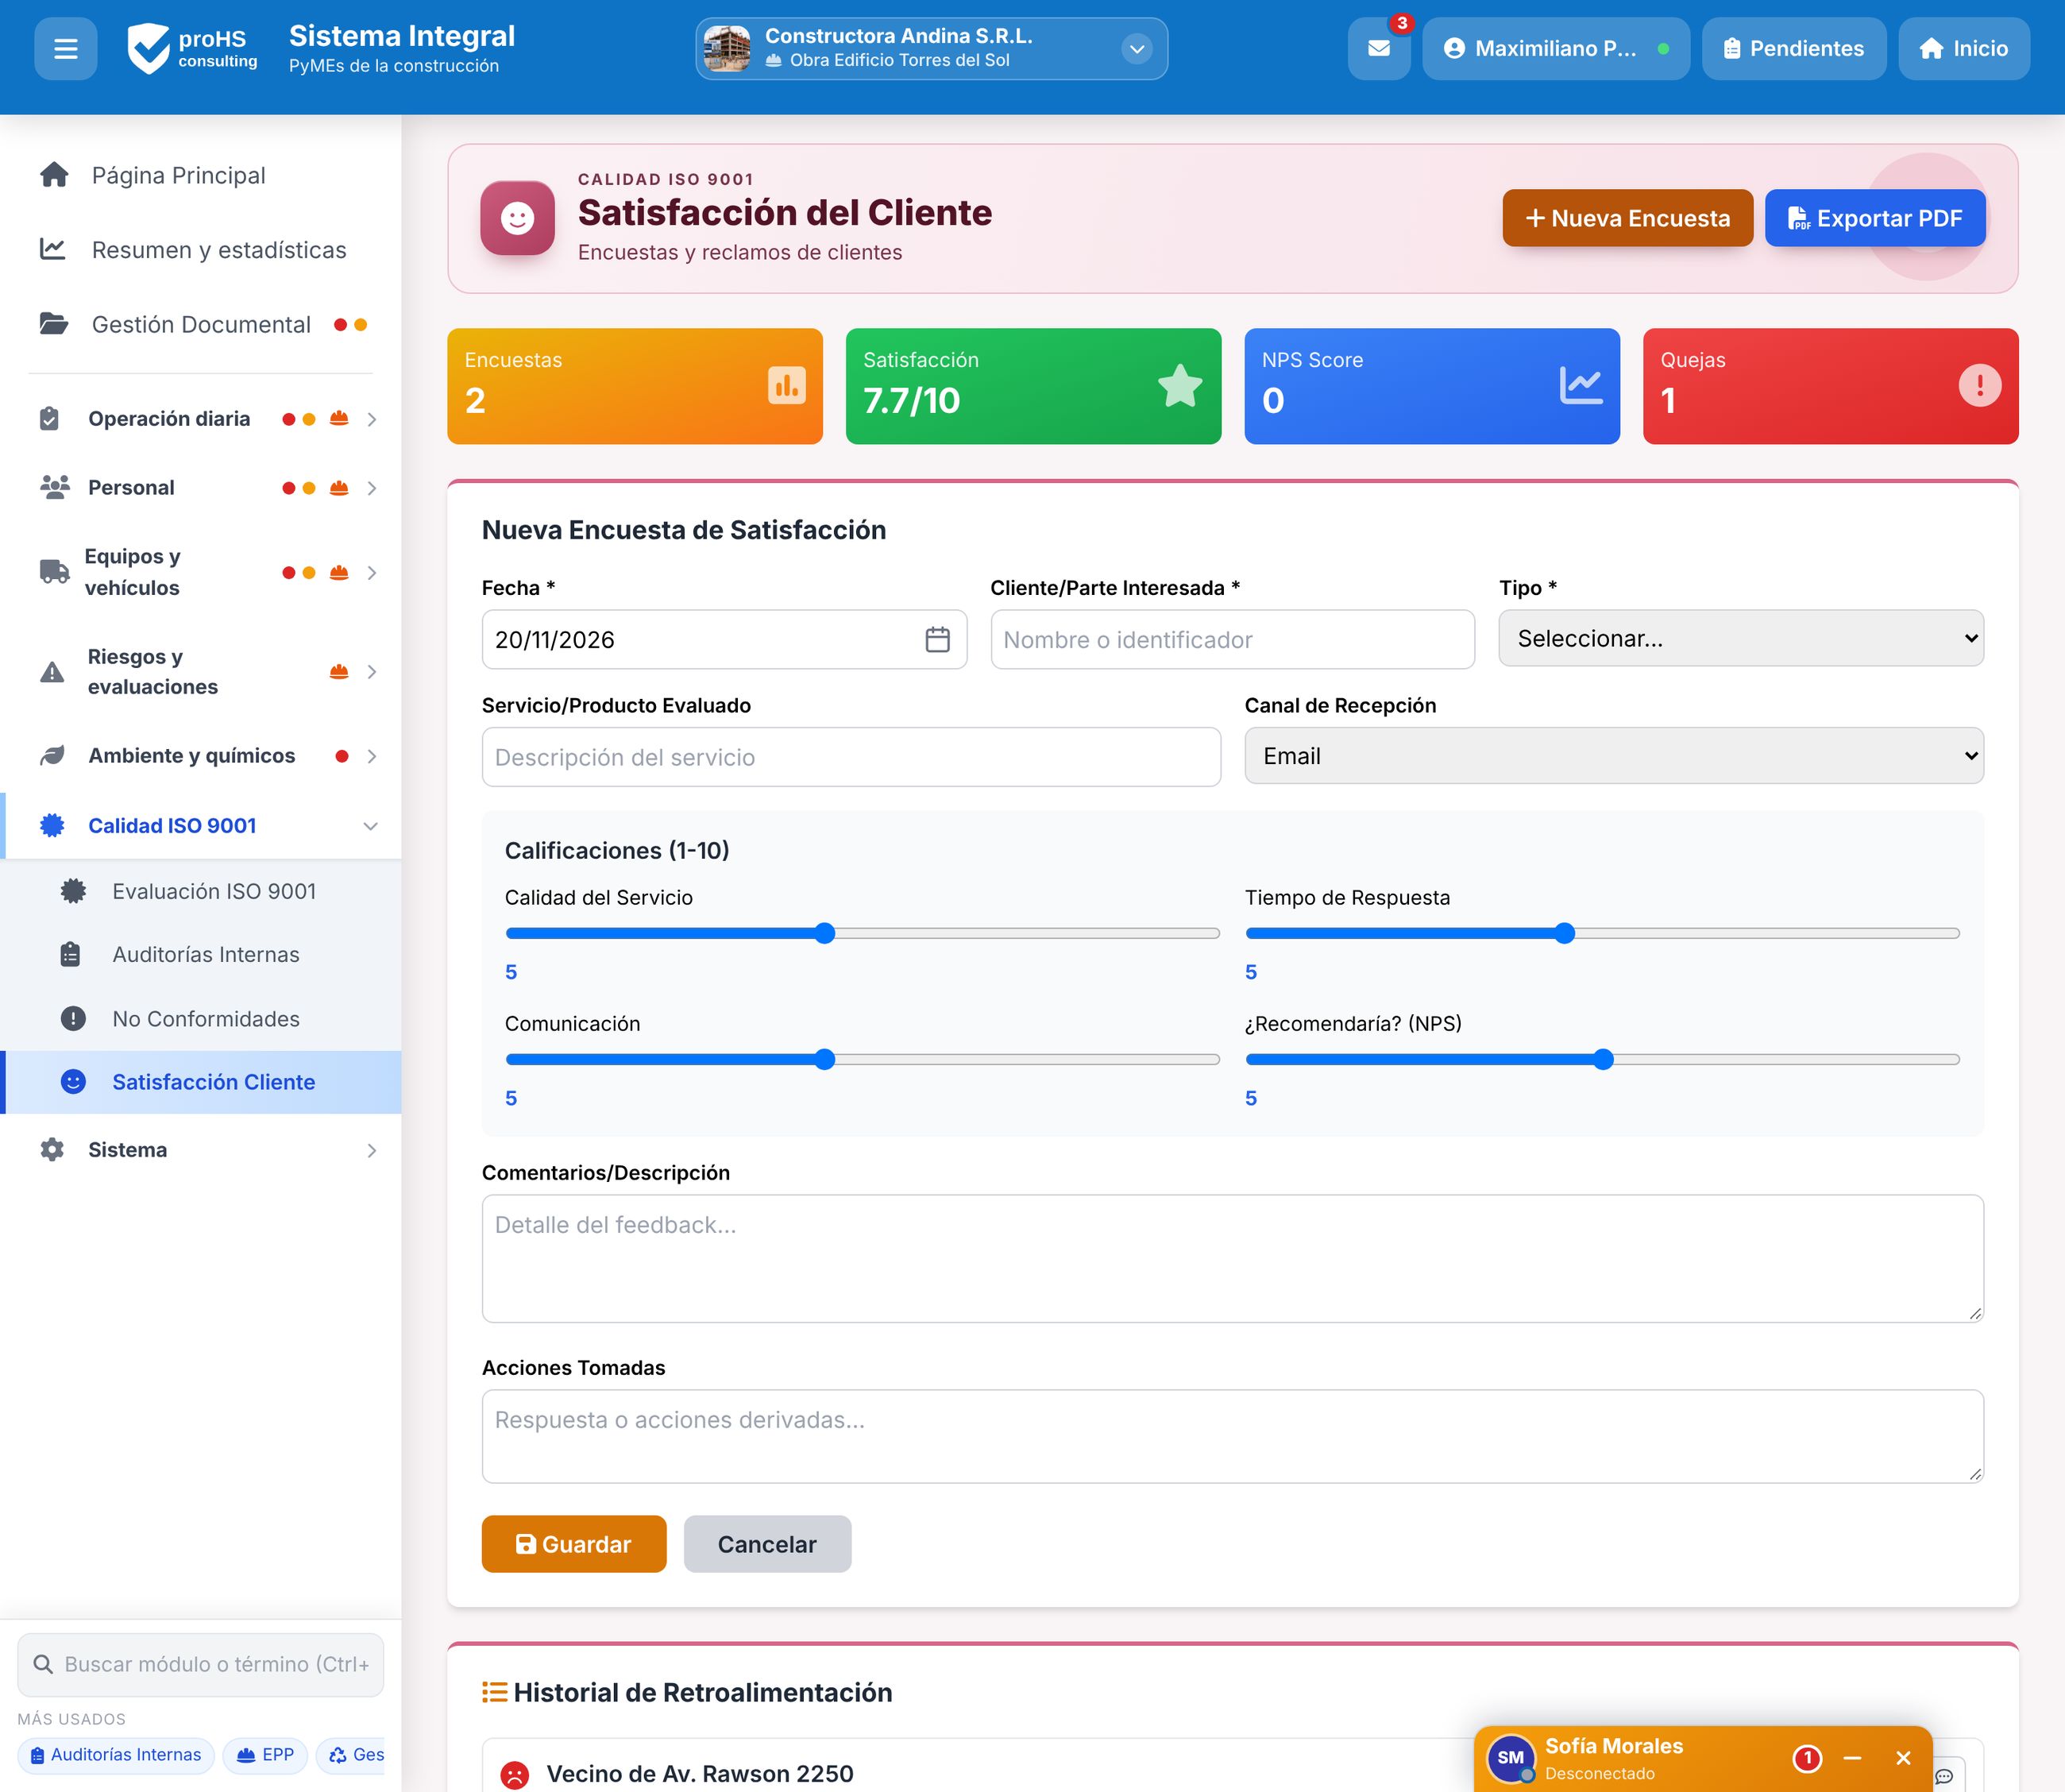 proHS
consulting
Sistema Integral
PyMEs de la construcción
Constructora Andina S.R.L.
Obra Edificio Torres del Sol
3
Maximiliano P...
Pendientes
Inicio
Página Principal
Resumen y estadísticas
Gestión Documental
Operación diaria
Personal
Equipos y
vehículos
Riesgos y
evaluaciones
Ambiente y químicos
Calidad ISO 9001
Evaluación ISO 9001
Auditorías Internas
No Conformidades
Satisfacción Cliente
Sistema
Buscar módulo o término (Ctrl+
MÁS USADOS
Auditorías Internas
EPP
Ges
CALIDAD ISO 9001
Satisfacción del Cliente
Encuestas y reclamos de clientes
+ Nueva Encuesta
PDF Exportar PDF
Encuestas
2
Satisfacción
7.7/10
NPS Score
0
Quejas
1
Nueva Encuesta de Satisfacción
Fecha *
20/11/2026
Cliente/Parte Interesada *
Nombre o identificador
Tipo *
Seleccionar...
Servicio/Producto Evaluado
Descripción del servicio
Canal de Recepción
Email
Calificaciones (1-10)
Calidad del Servicio
5
Tiempo de Respuesta
5
Comunicación
5
¿Recomendaría? (NPS)
5
Comentarios/Descripción
Detalle del feedback...
Acciones Tomadas
Respuesta o acciones derivadas...
Guardar
Cancelar
Historial de Retroalimentación
Vecino de Av. Rawson 2250
SM
Sofía Morales
Desconectado
1